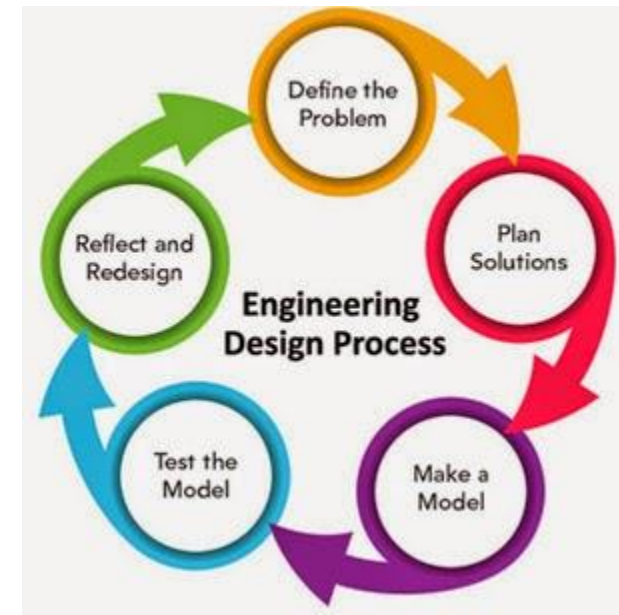 Define the
Problem
Plan
Solutions
Make a
Model
Test the
Model
Reflect and
Redesign
Engineering
Design Process